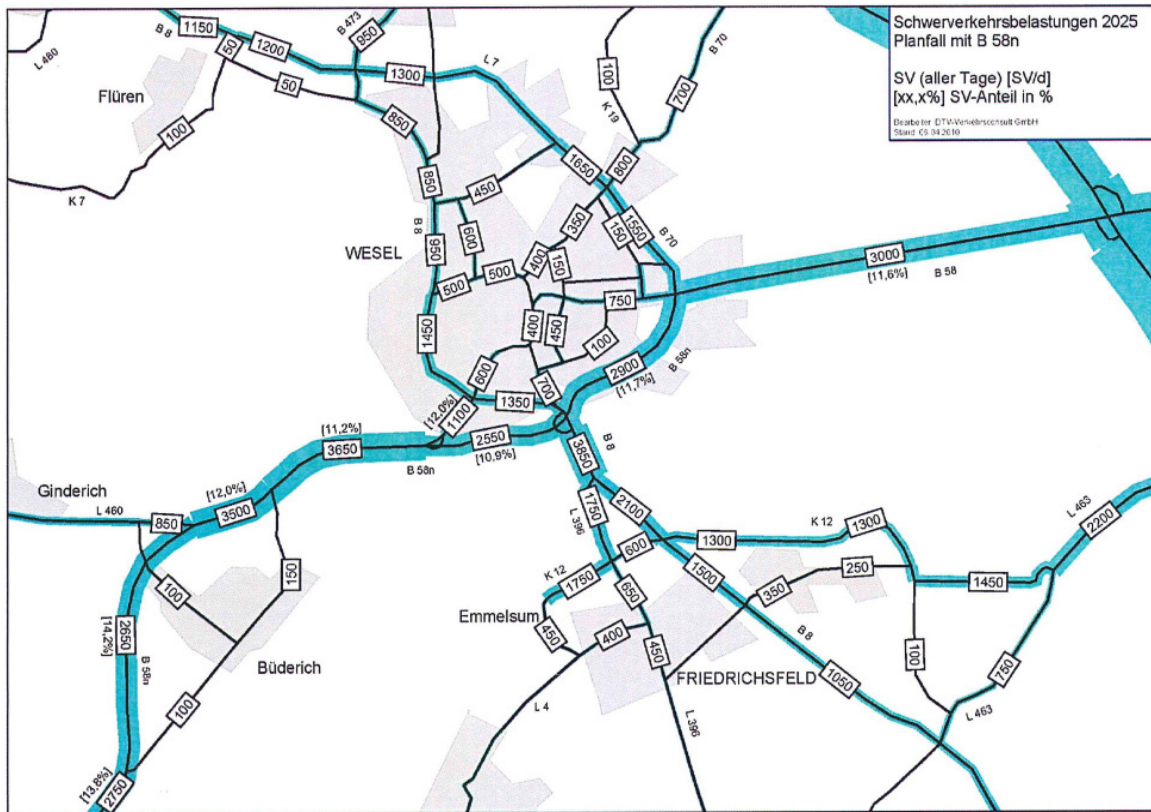 Schwerverkehrsbelastungen 2025
Planfall mit B 58n
SV (aller Tage) [SV/d]
[xx,x%] SV-Anteil in %
Bearbeiter: DTV-Verkehrsconsult GmbH
Stand: 06.04.2010
B 8
1150
50
1200
B 473
950
L 460
1300
L 7
50
Flüren
100
K 7
850
850
100
K 19
B 70
700
800
1650
450
B 8
600
350
150
1550
B 70
WESEL
950
500
500
400
150
750
3000
[11,6%]
B 58
1450
400
450
100
600
700
2900
[11,7%]
B 58n
[12,0%]
1100
1350
[11,2%]
3650
B 58n
2550
[10,9%]
3850
B 8
Ginderich
L 460
850
[12,0%]
3500
100
150
1750
2100
L 396
600
K 12
1750
1300
K 12
1300
L 463
2200
1500
350
250
1450
650
Emmelsum
450
400
450
100
750
[14,2%]
2650
B 58n
Büderich
100
FRIEDRICHSFELD
B 8
1050
L 463
L 4
L 396
[13,8%]
2750